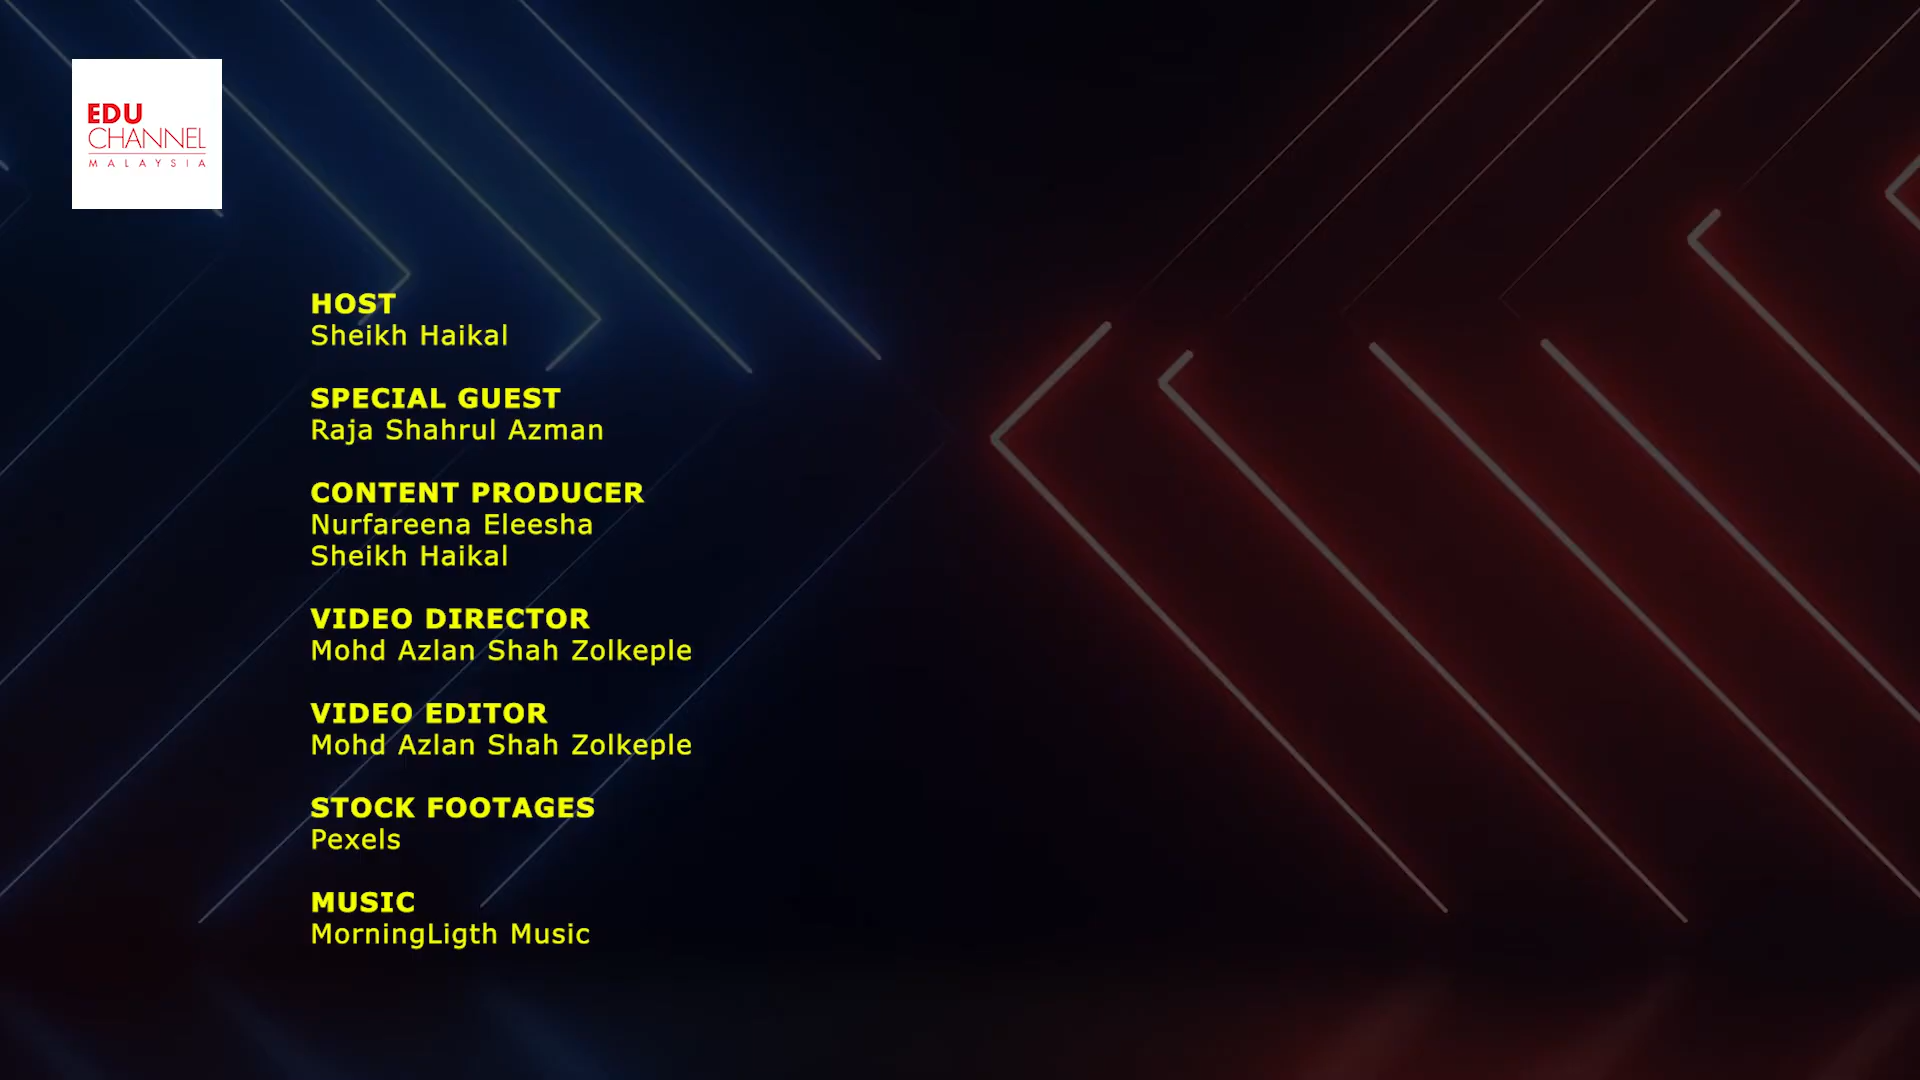 EDU
CHANNEL
MALAYSIA
HOST
Sheikh Haikal
SPECIAL GUEST
Raja Shahrul Azman
CONTENT PRODUCER
Nurfareena Eleesha
Sheikh Haikal
VIDEO DIRECTOR
Mohd Azlan Shah Zolkeple
VIDEO EDITOR
Mohd Azlan Shah Zolkeple
STOCK FOOTAGES
Pexels
MUSIC
MorningLigth Music